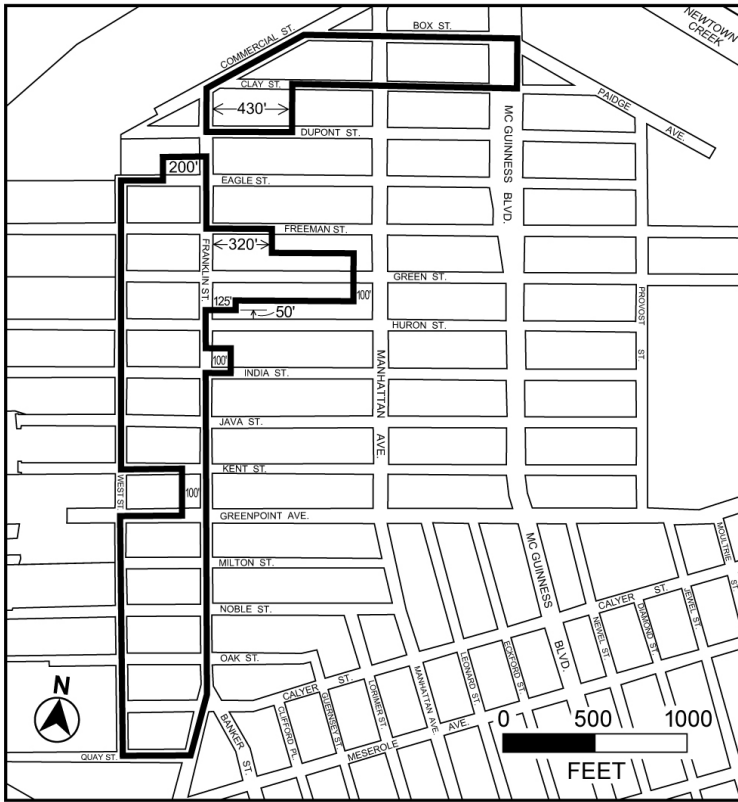 NEWTOWN
CREEK
BOX ST.
COMMERCIAL ST.
CLAY ST.
PAIDGE
AVE.
430'
DUPONT ST.
MC GUINNESS BLVD.
200'
EAGLE ST.
FREEMAN ST.
320'
FRANKLIN ST.
GREEN ST.
125'
100'
50'
PROVOST ST
HURON ST.
100'
INDIA ST.
MANHATTAN AVE.
JAVA ST.
KENT ST.
WEST ST.
100'
GREENPOINT AVE.
MC GUINNESS BLVD.
MOULTRIE ST.
MILTON ST.
CALYER ST.
JEWEL ST.
DIAMOND ST.
NOBLE ST.
NEWEL ST.
OAK ST.
ECKFORD ST.
LEONARD ST.
CALYER ST.
MANHATTAN AVE.
LORIMER ST.
GUERNSEY ST.
CLIFFORD PL.
BANKER ST.
MESEROLE AVE.
N
QUAY ST.
0 500 1000
FEET